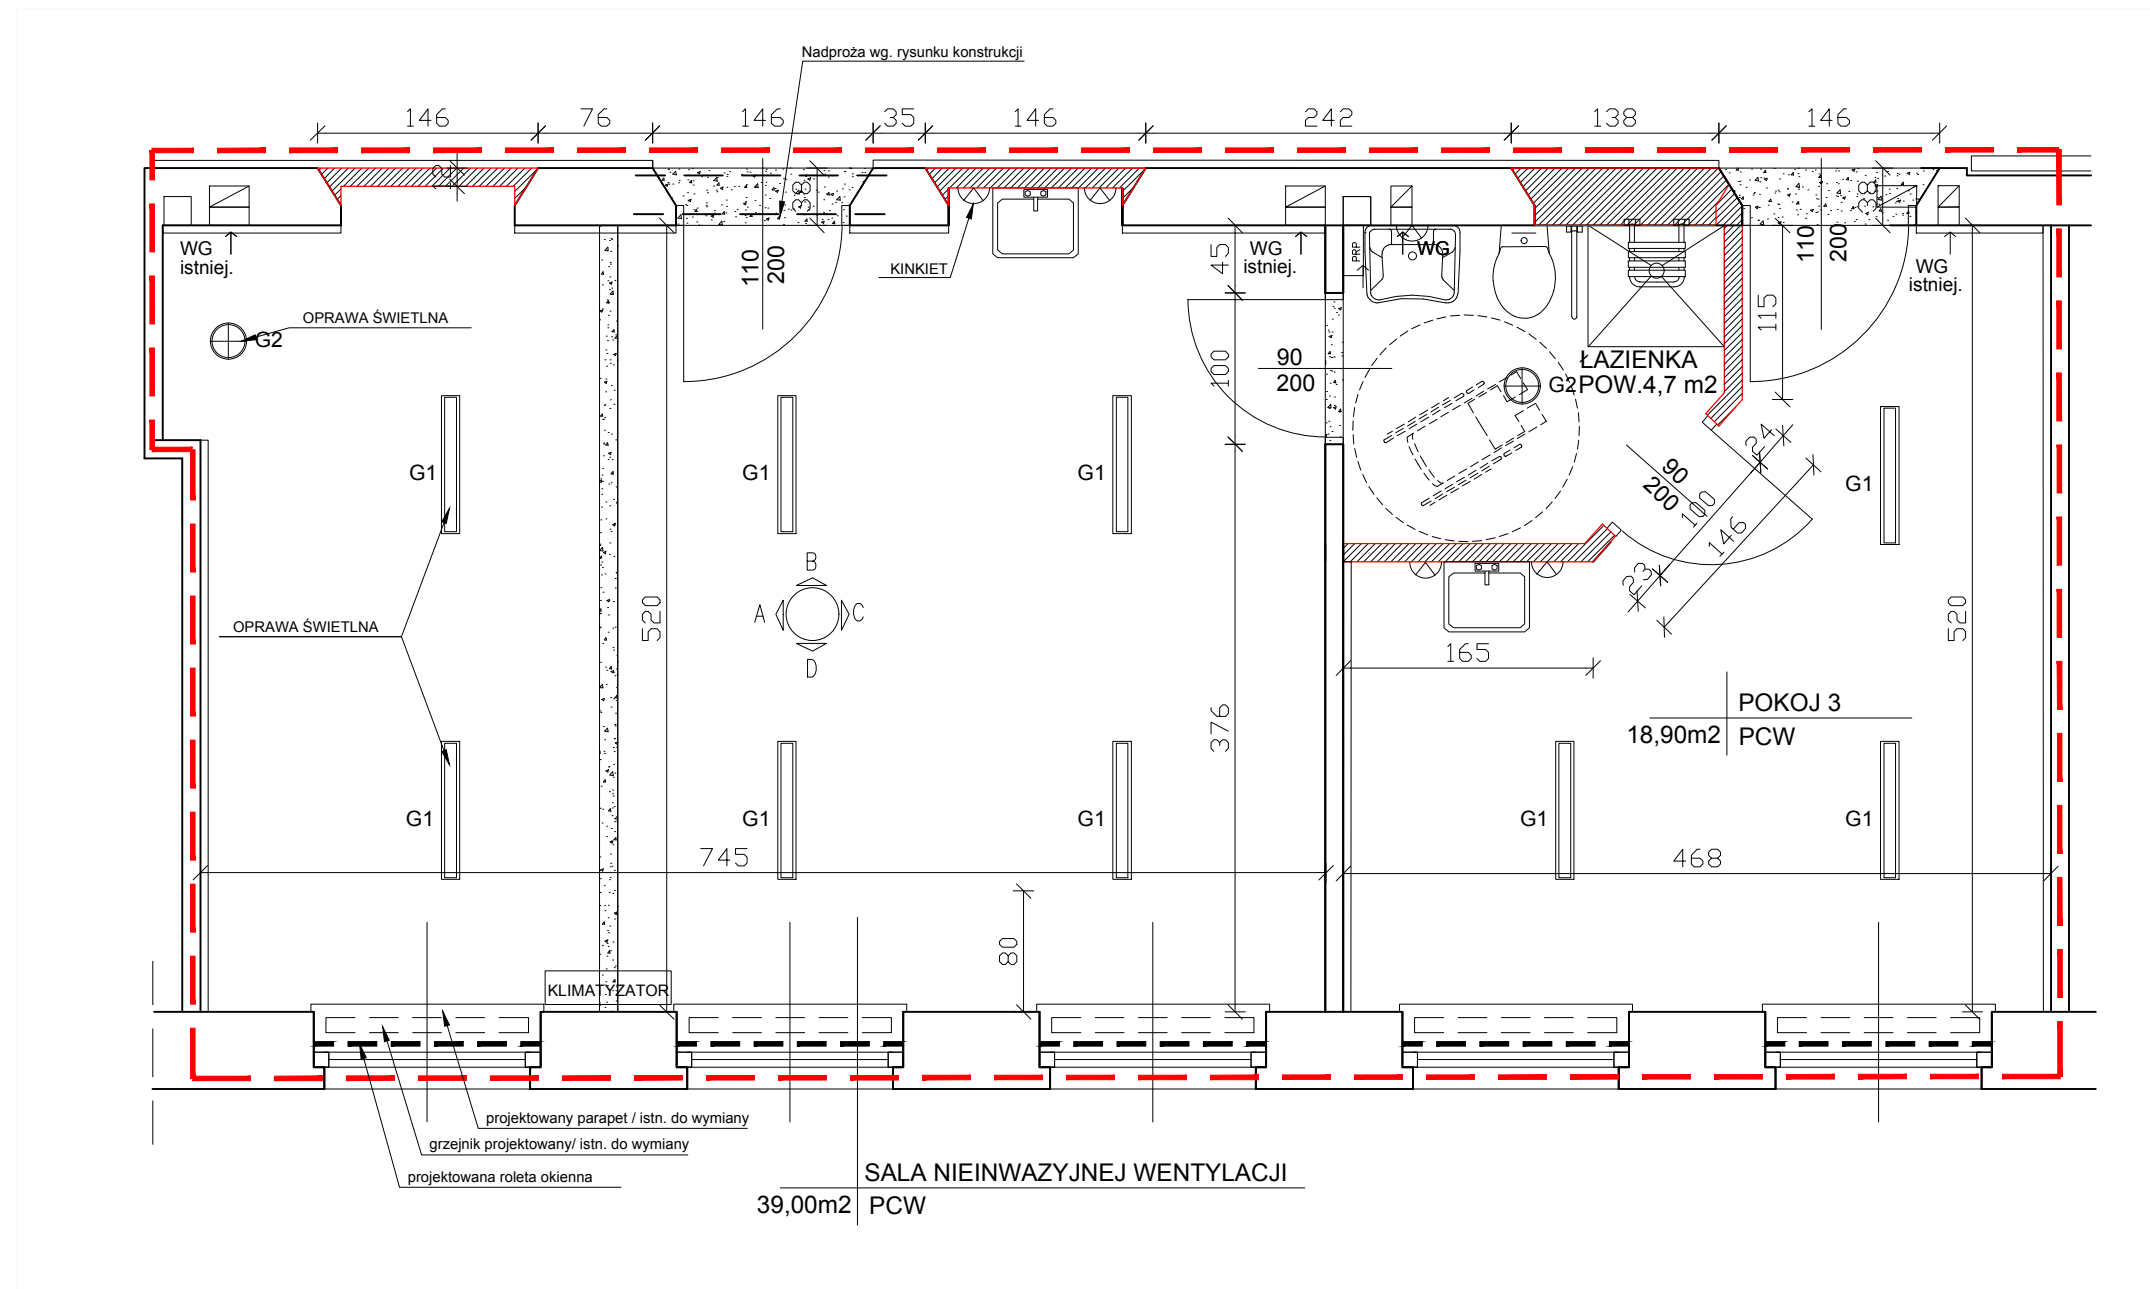 Nadproża wg. rysunku konstrukcji
146
76
146
35
146
242
138
146
12
38
38
WG
istniej.
110
200
KINKIET
45
WG
istniej.
PRP
WG
110
200
WG
istniej.
OPRAWA ŚWIETLNA
G2
100
90
200
115
ŁAZIENKA
G2
POW.4,7 m2
24
90
200
100
146
23
G1
G1
G1
G1
B
A
C
D
OPRAWA ŚWIETLNA
520
520
165
376
POKOJ 3
18,90m2
PCW
G1
G1
G1
G1
G1
745
468
80
KLIMATYZATOR
projektowany parapet / istn. do wymiany
grzejnik projektowany/ istn. do wymiany
projektowana roleta okienna
SALA NIEINWAZYJNEJ WENTYLACJI
39,00m2
PCW